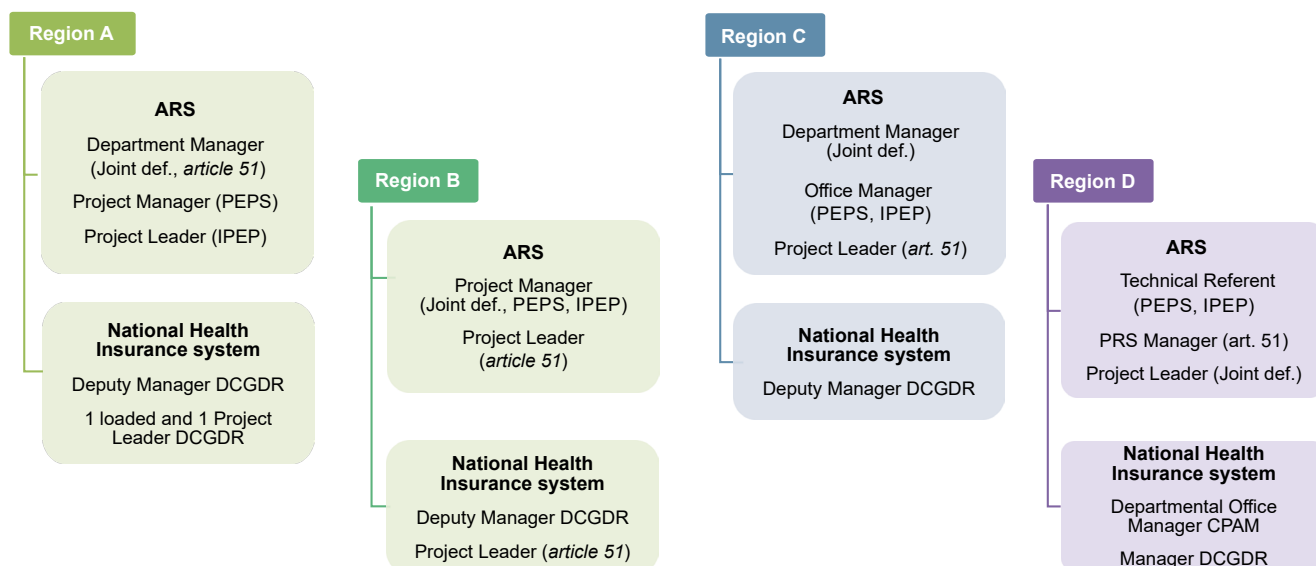 Region A
ARS
Department Manager
(Joint def., article 51)
Project Manager (PEPS)
Project Leader (IPEP)
National Health
Insurance system
Deputy Manager DCGDR
1 loaded and 1 Project
Leader DCGDR
Region B
ARS
Project Manager
(Joint def., PEPS, IPEP)
Project Leader
(article 51)
National Health
Insurance system
Deputy Manager DCGDR
Project Leader (article 51)
Region C
ARS
Department Manager
(Joint def.)
Office Manager
(PEPS, IPEP)
Project Leader (art. 51)
National Health
Insurance system
Deputy Manager DCGDR
Region D
ARS
Technical Referent
(PEPS, IPEP)
PRS Manager (art. 51)
Project Leader (Joint def.)
National Health
Insurance system
Departmental Office
Manager CPAM
Manager DCGDR